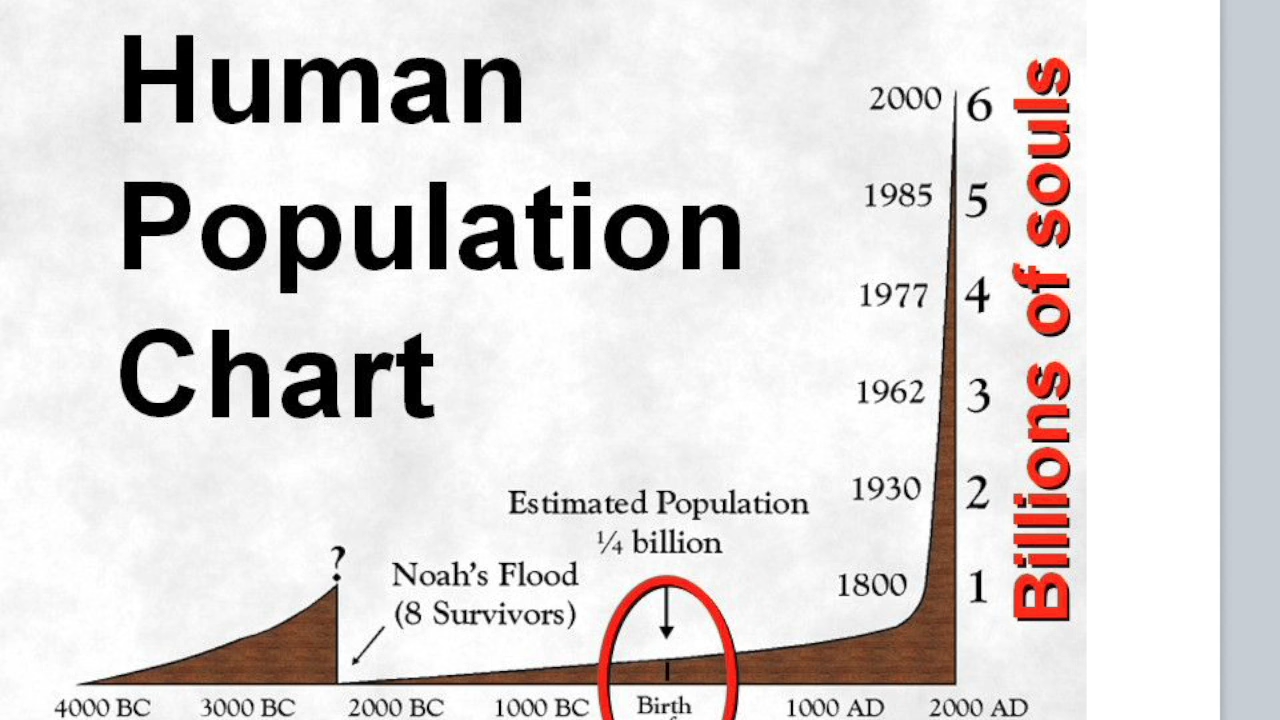 Human
Population
Chart
2000 6
1985 5
1977 4
1962 3
1930 2
1800 1
Billions of souls
Estimated Population
¼ billion
?
Noah's Flood
(8 Survivors)
4000 BC 3000 BC 2000 BC 1000 BC Birth 1000 AD 2000 AD